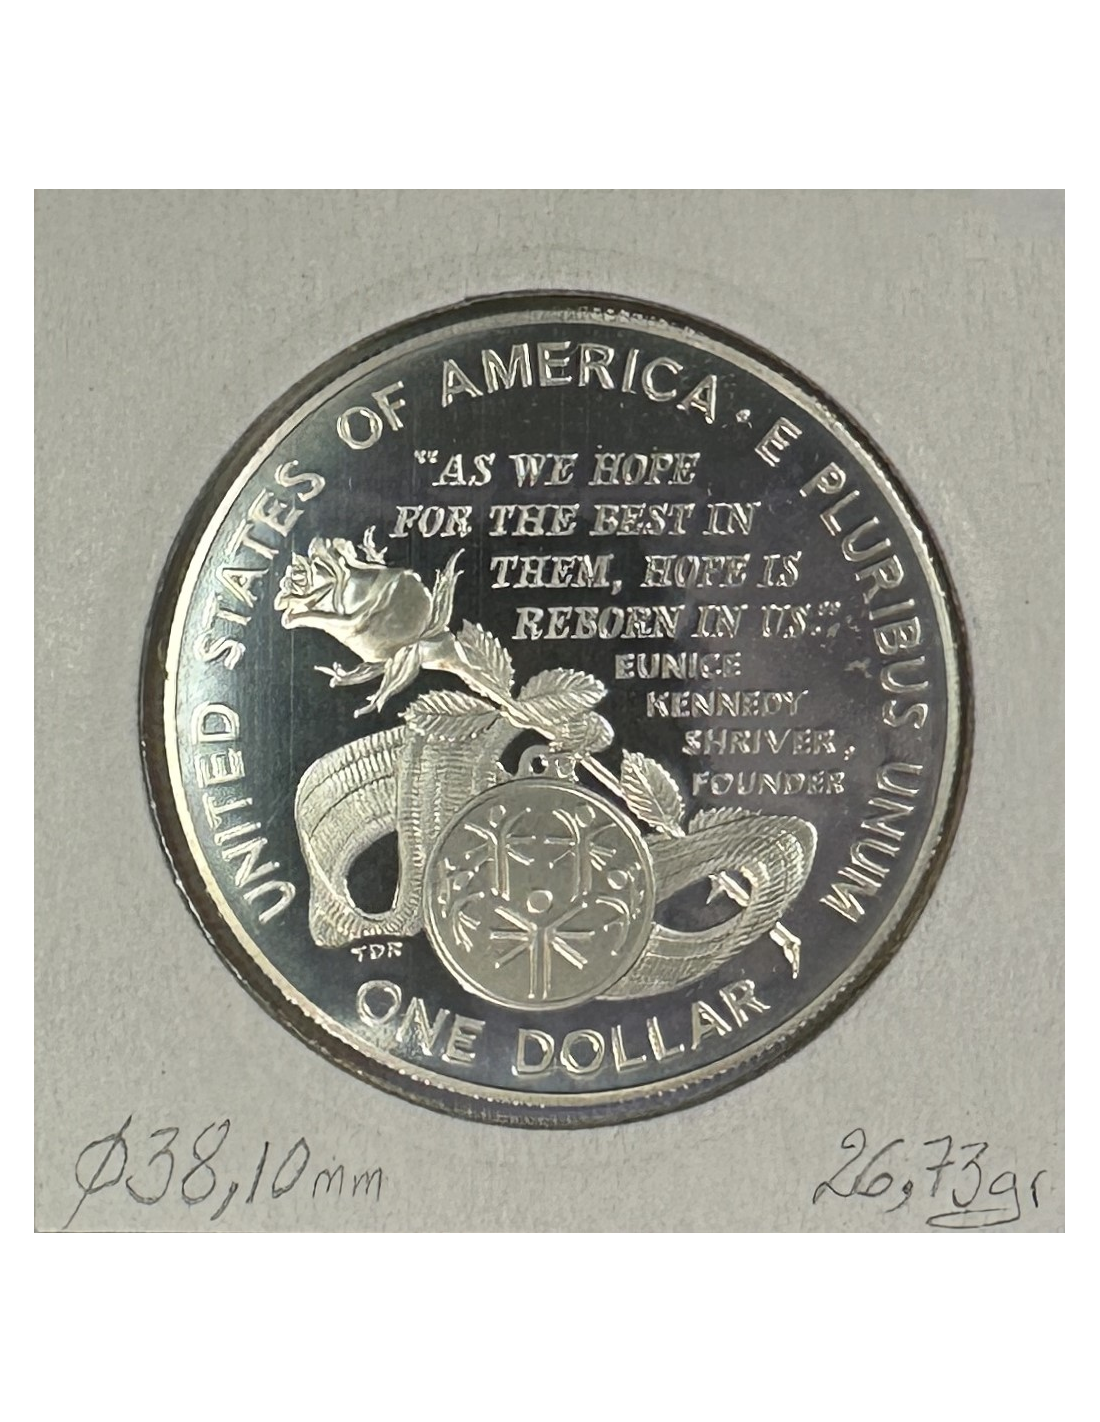 UNITED STATES OF AMERICA · E PLURIBUS UNUM
"AS WE HOPE
FOR THE BEST IN
THEM, HOPE IS
REBORN IN US."
EUNICE
KENNEDY
SHRIVER,
FOUNDER
TDR
ONE DOLLAR
Ø38,10mm
26,73gr